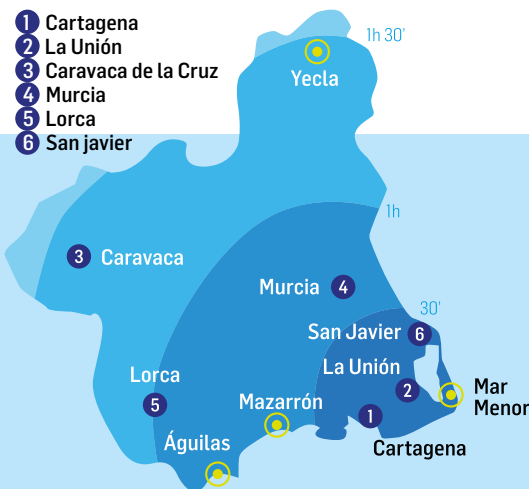 1 Cartagena
2 La Unión
3 Caravaca de la Cruz
4 Murcia
5 Lorca
6 San javier
1h 30'
Yecla
1h
3 Caravaca
Murcia 4
30'
San Javier 6
La Unión
2
Lorca
5
Mazarrón
Mar
Menor
1
Águilas
Cartagena